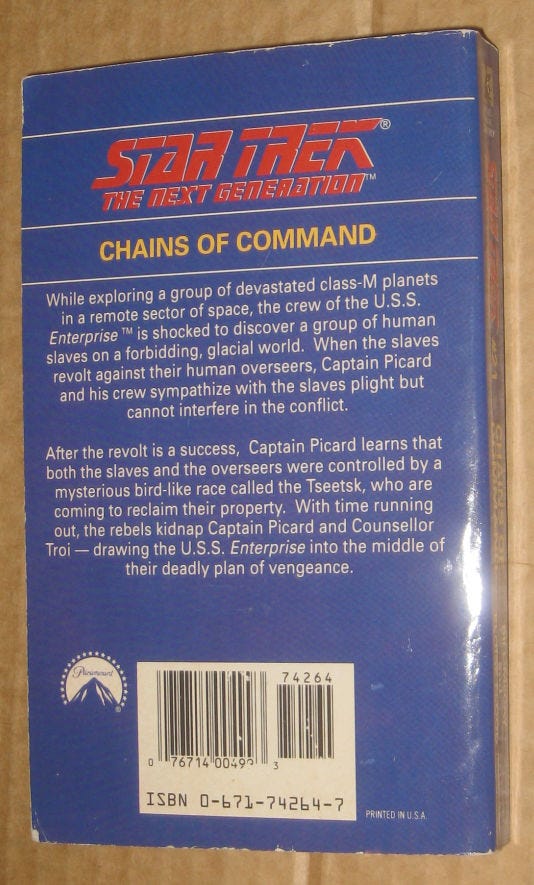 STAR TREK®
THE NEXT GENERATION™
CHAINS OF COMMAND
While exploring a group of devastated class-M planets
in a remote sector of space, the crew of the U.S.S.
Enterprise™ is shocked to discover a group of human
slaves on a forbidding, glacial world. When the slaves
revolt against their human overseers, Captain Picard
and his crew sympathize with the slaves plight but
cannot interfere in the conflict.
After the revolt is a success, Captain Picard learns that
both the slaves and the overseers were controlled by a
mysterious bird-like race called the Tseetsk, who are
coming to reclaim their property. With time running
out, the rebels kidnap Captain Picard and Counsellor
Troi — drawing the U.S.S. Enterprise into the middle of
their deadly plan of vengeance.
Paramount
®
74264
0 76714 00499 3
ISBN 0-671-74264-7
PRINTED IN U.S.A.